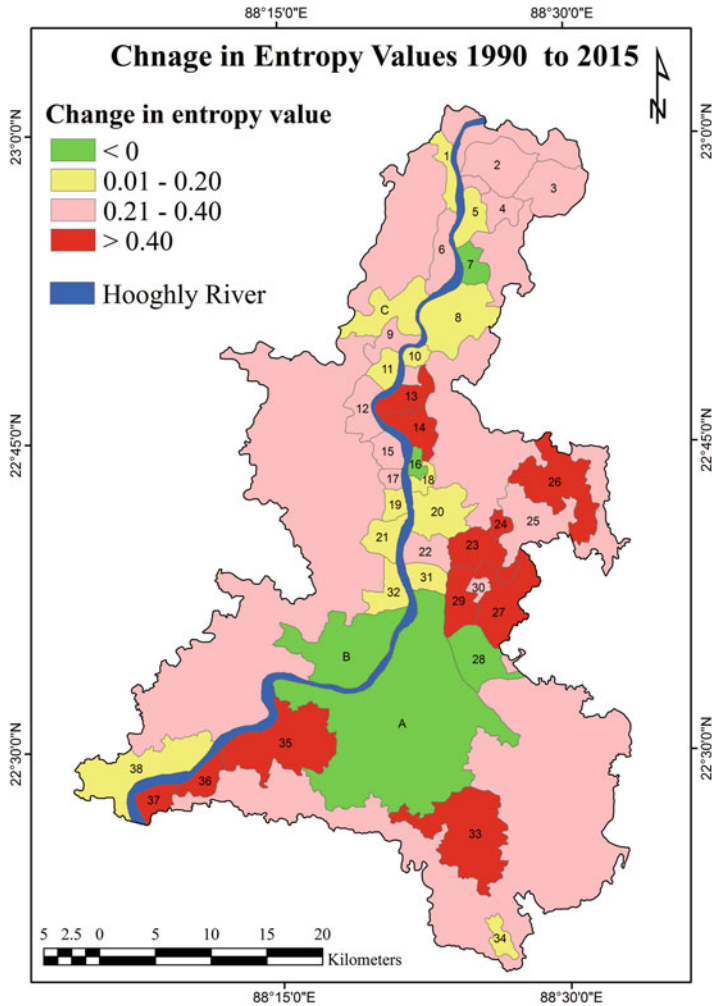 88°15'0"E 88°30'0"E
Chnage in Entropy Values 1990 to 2015
N
Change in entropy value
< 0
0.01 - 0.20
0.21 - 0.40
> 0.40
Hooghly River
23°0'0"N 23°0'0"N
1
2
3
4
5
6
7
C
8
9
10
11
12
13
14
22°45'0"N 22°45'0"N
15
16
17
18
26
19
20
24
25
21
22
23
31
30
32
29
27
B
28
A
22°30'0"N 22°30'0"N
35
38
36
37
33
34
5 2.5 0 5 10 15 20
Kilometers
88°15'0"E 88°30'0"E